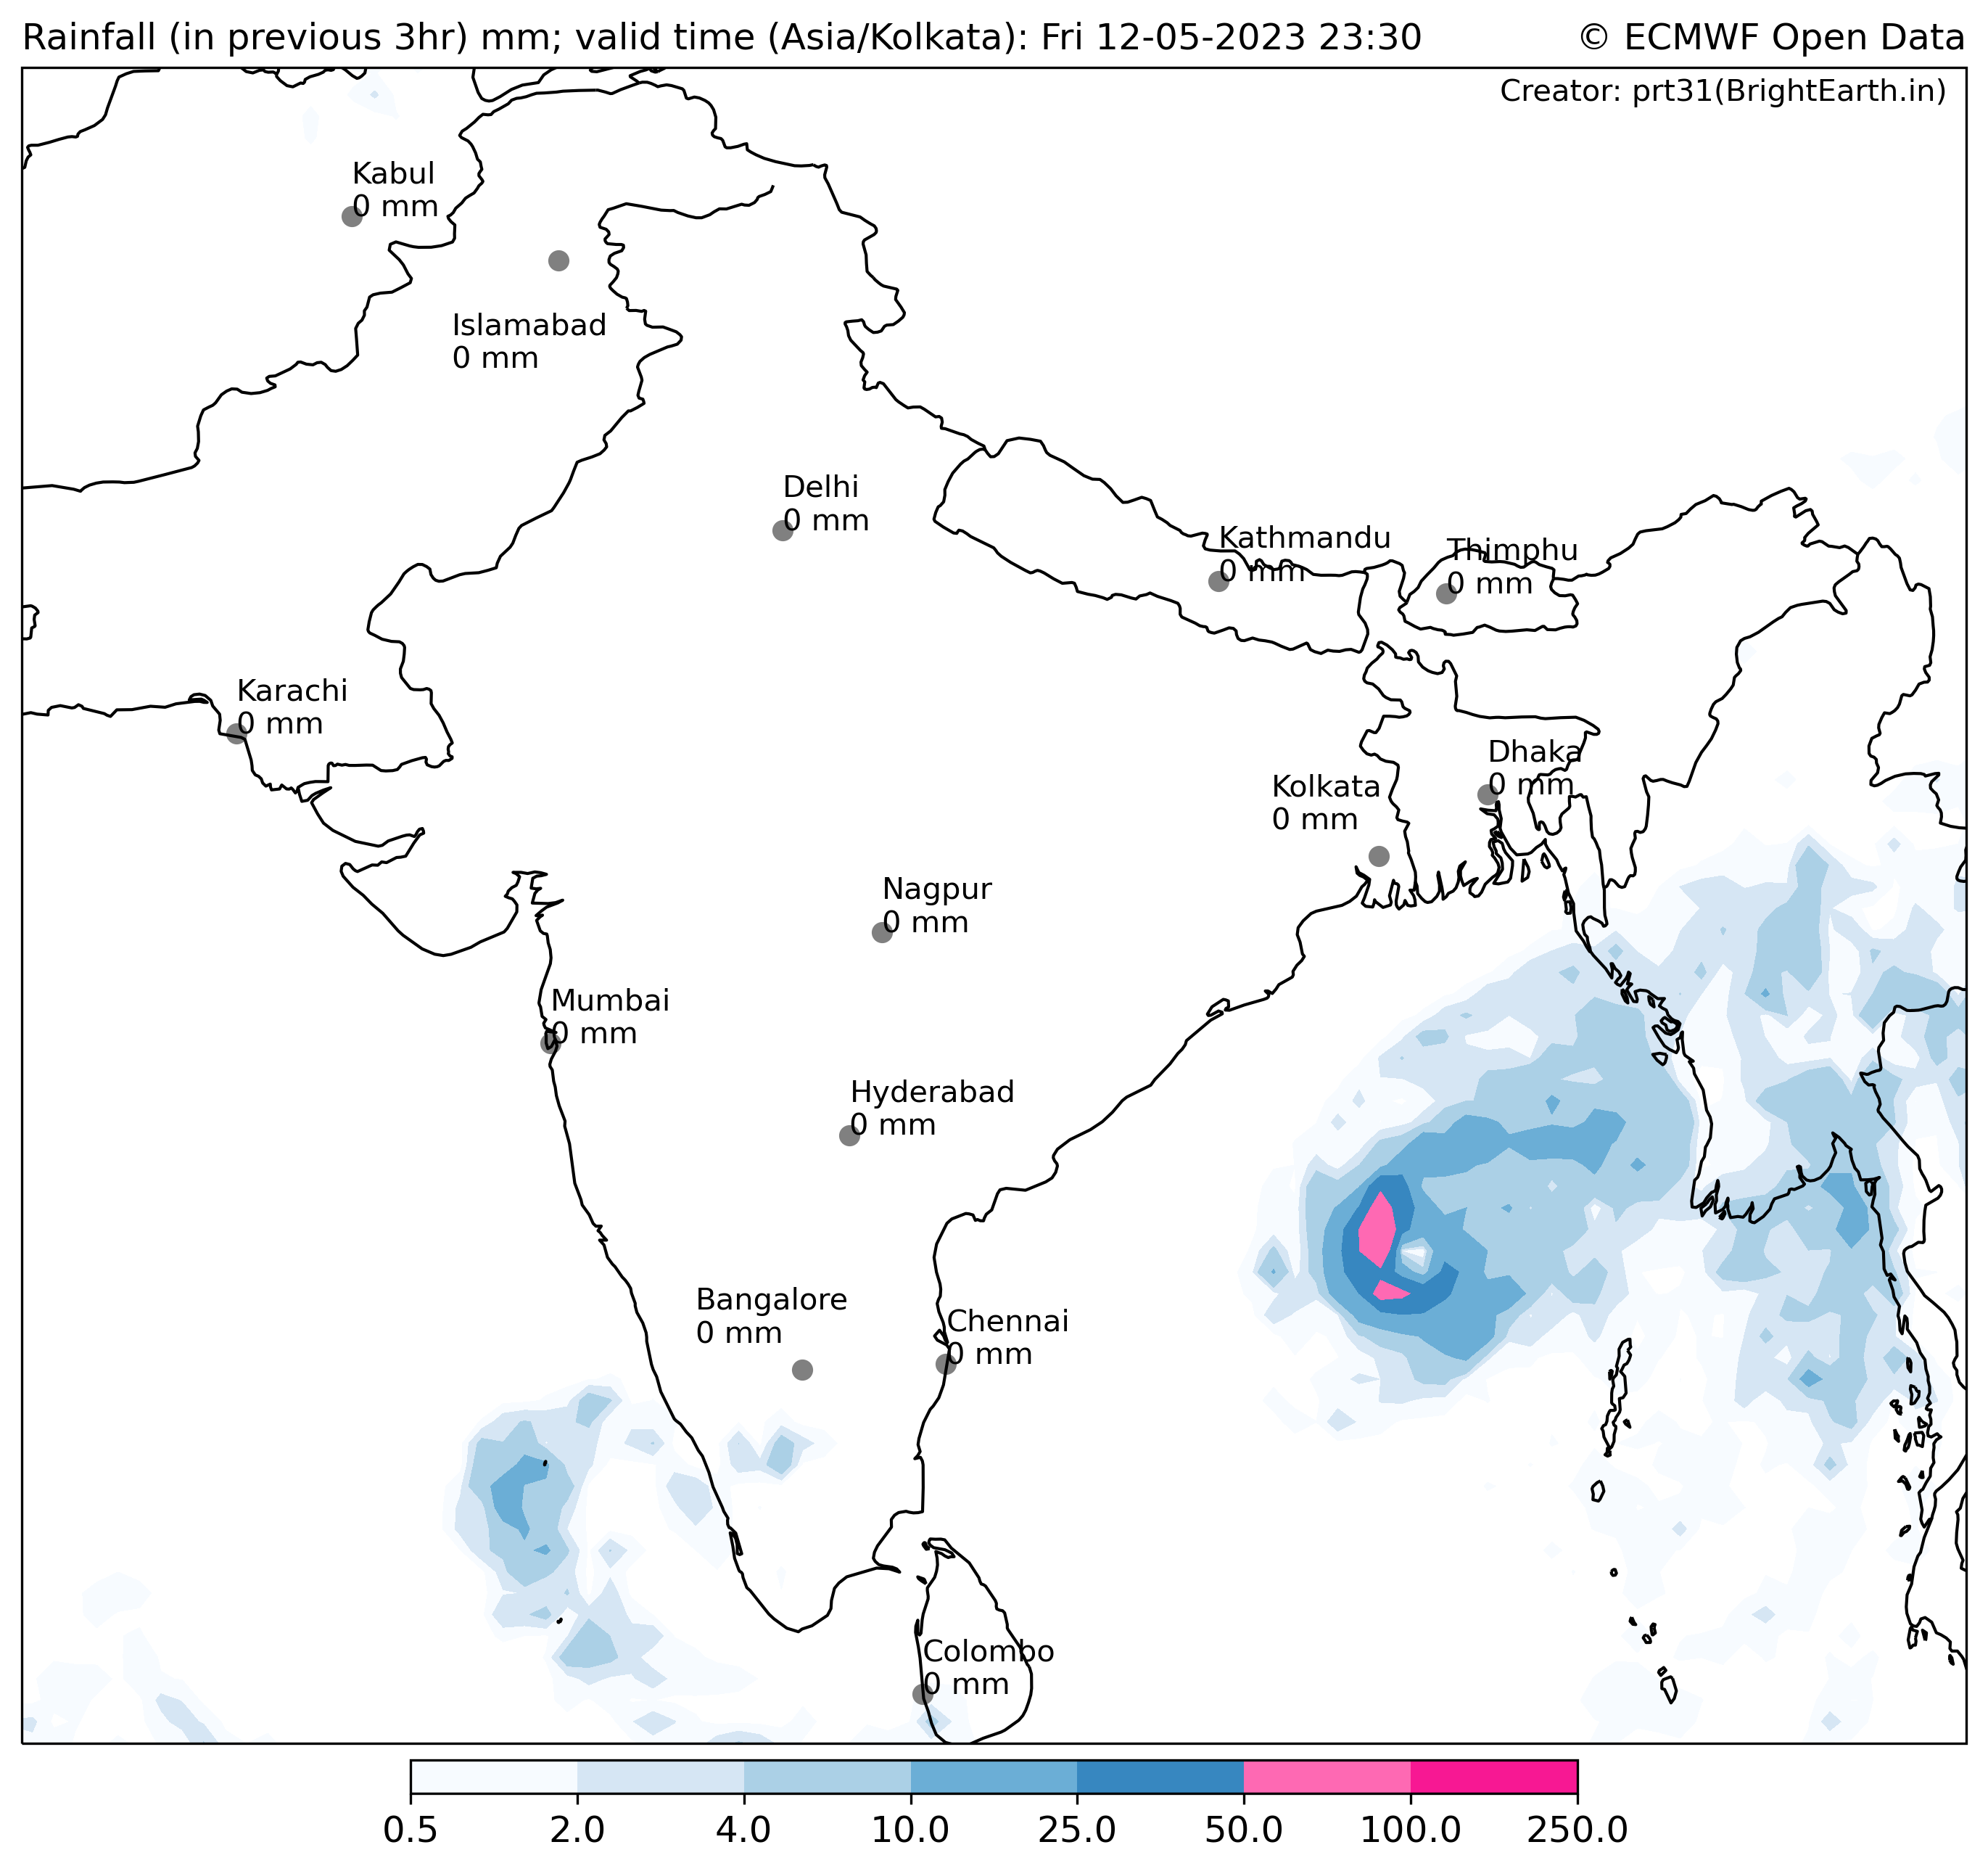 Rainfall (in previous 3hr) mm; valid time (Asia/Kolkata): Fri 12-05-2023 23:30
© ECMWF Open Data
Creator: prt31(BrightEarth.in)
Kabul
0 mm
Islamabad
0 mm
Delhi
0 mm
Kathmandu
0 mm
Thimphu
0 mm
Karachi
0 mm
Dhaka
0 mm
Kolkata
0 mm
Nagpur
0 mm
Mumbai
0 mm
Hyderabad
0 mm
Bangalore
0 mm
Chennai
0 mm
Colombo
0 mm
0.5 2.0 4.0 10.0 25.0 50.0 100.0 250.0